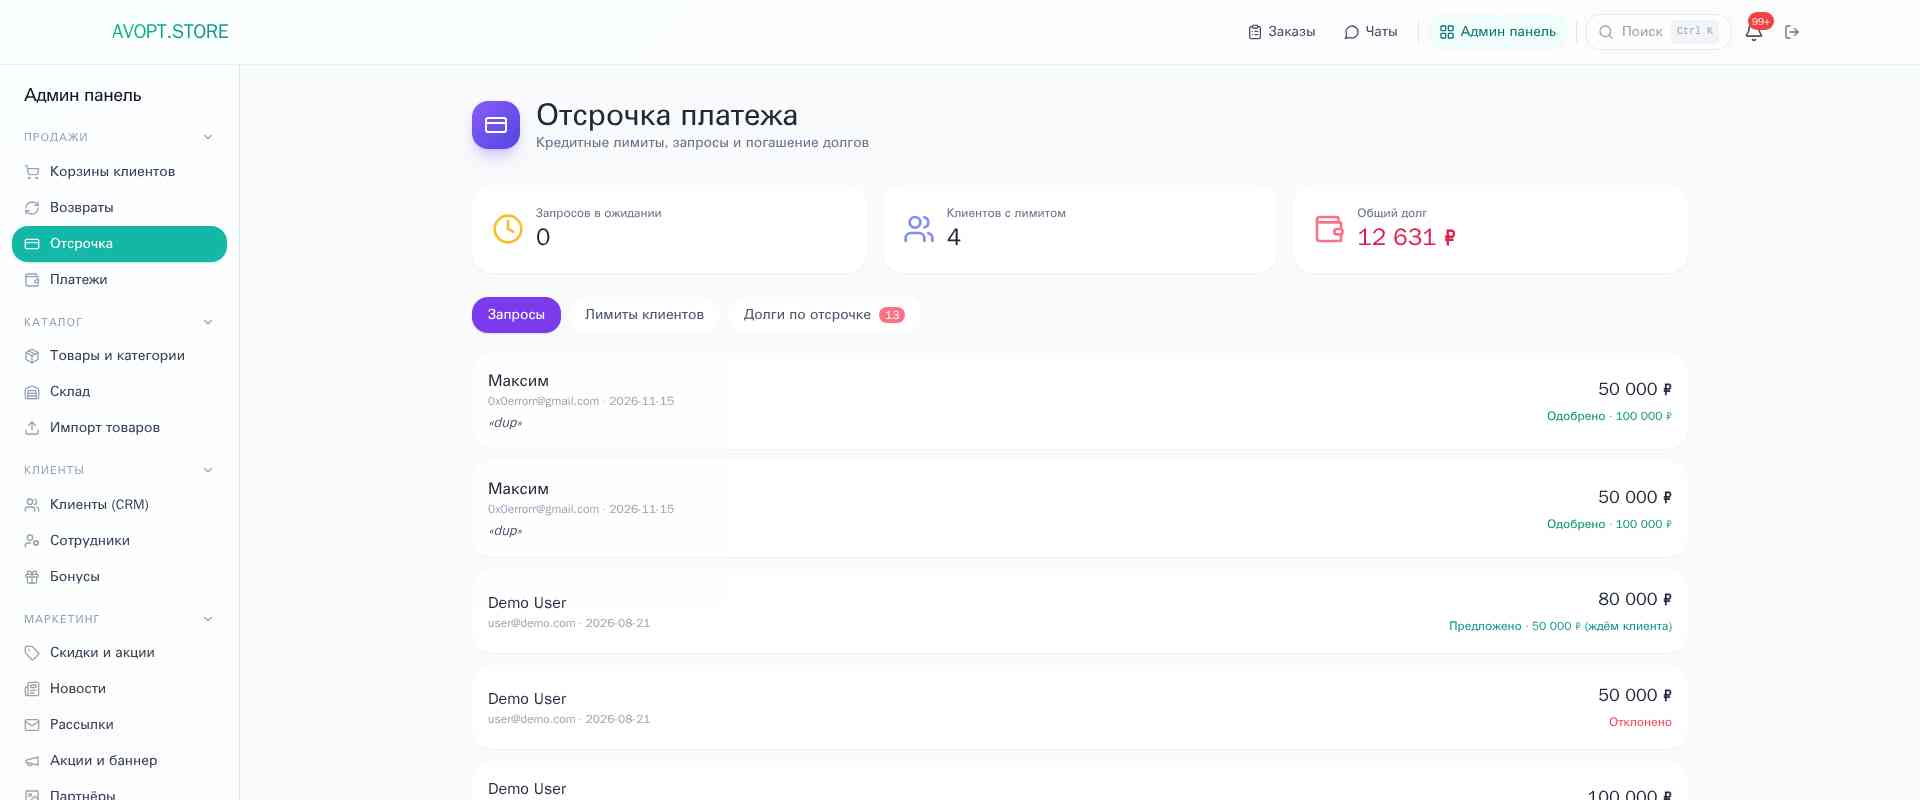 AVOPT.STORE
Заказы
Чаты
Админ панель
Поиск
Ctrl K
99+
Админ панель
ПРОДАЖИ
Корзины клиентов
Возвраты
Отсрочка
Платежи
КАТАЛОГ
Товары и категории
Склад
Импорт товаров
КЛИЕНТЫ
Клиенты (CRM)
Сотрудники
Бонусы
МАРКЕТИНГ
Скидки и акции
Новости
Рассылки
Акции и баннер
Партнёры
Отсрочка платежа
Кредитные лимиты, запросы и погашение долгов
Запросов в ожидании
0
Клиентов с лимитом
4
Общий долг
12 631 ₽
Запросы
Лимиты клиентов
Долги по отсрочке 13
Максим
0x0errorr@gmail.com · 2026-11-15
«dup»
50 000 ₽
Одобрено · 100 000 ₽
Максим
0x0errorr@gmail.com · 2026-11-15
«dup»
50 000 ₽
Одобрено · 100 000 ₽
Demo User
user@demo.com · 2026-08-21
80 000 ₽
Предложено · 50 000 ₽ (ждём клиента)
Demo User
user@demo.com · 2026-08-21
50 000 ₽
Отклонено
Demo User
100 000 ₽